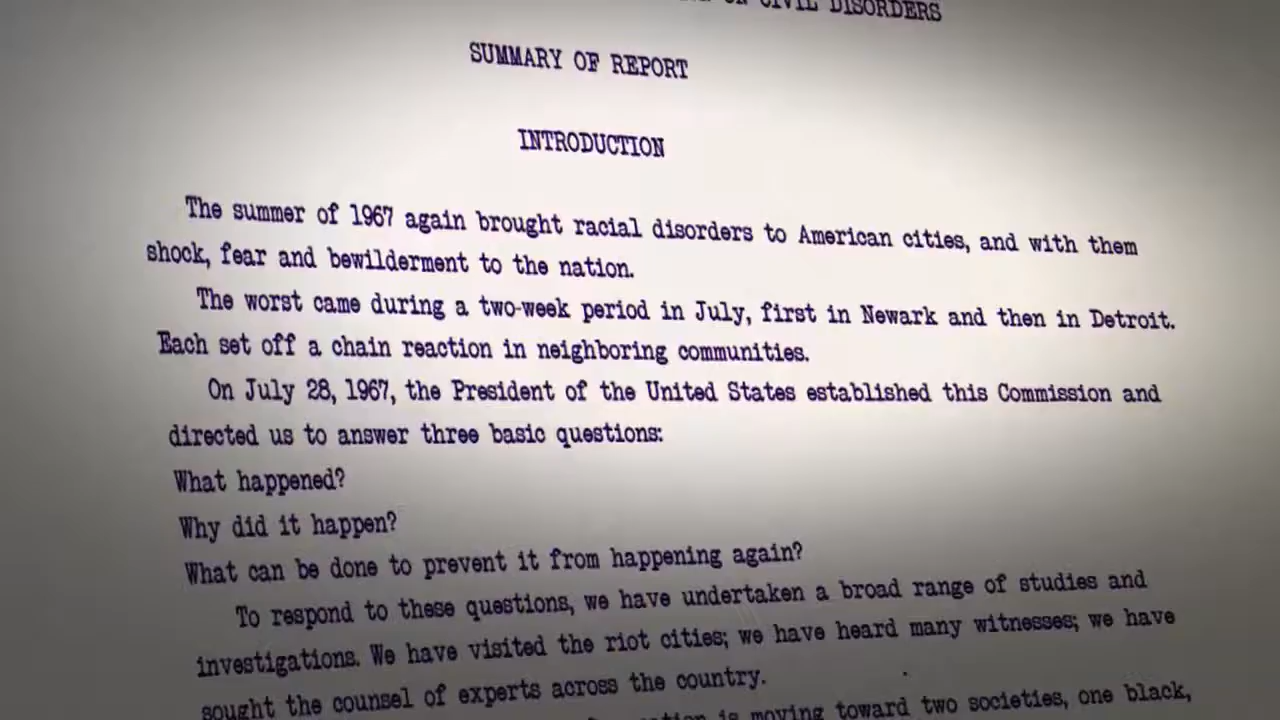 CIVIL DISORDERS
SUMMARY OF REPORT
INTRODUCTION
The summer of 1967 again brought racial disorders to American cities, and with them
shock, fear and bewilderment to the nation.
The worst came during a two-week period in July, first in Newark and then in Detroit.
Each set off a chain reaction in neighboring communities.
On July 28, 1967, the President of the United States established this Commission and
directed us to answer three basic questions:
What happened?
Why did it happen?
What can be done to prevent it from happening again?
To respond to these questions, we have undertaken a broad range of studies and
investigations. We have visited the riot cities; we have heard many witnesses; we have
sought the counsel of experts across the country.
is moving toward two societies, one black,